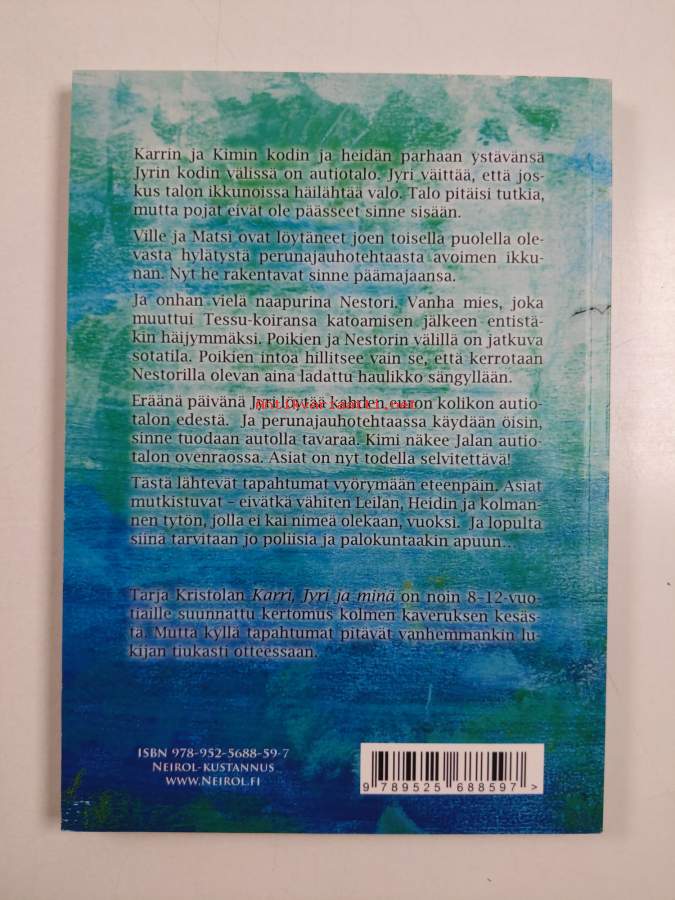 Karrin ja Kimin kodin ja heidän parhaan ystävänsä
Jyrin kodin välissä on autiotalo. Jyri väittää, että jos-
kus talon ikkunoissa häilähtää valo. Talo pitäisi tutkia,
mutta pojat eivät ole päässeet sinne sisään.
Ville ja Matsi ovat löytäneet joen toisella puolella ole-
vasta hylätystä perunajauhotehtaasta avoimen ikku-
nan. Nyt he rakentavat sinne päämajaansa.
Ja onhan vielä naapurina Nestori. Vanha mies, joka
muuttui Tessu-koiransa katoamisen jälkeen entistä-
kin häijymmäksi. Poikien ja Nestorin välillä on jatkuva
sotatila. Poikien intoa hillitsee vain se, että kerrotaan
Nestorilla olevan aina ladattu haulikko sängyllään.
Eräänä päivänä Jyri löytää kahden euron kolikon autio-
talon edestä. Ja perunajauhotehtaassa käydään öisin,
sinne tuodaan autolla tavaraa. Kimi näkee Jalan autio-
talon ovenraossa. Asiat on nyt todella selvitettävä!
Tästä lähtevät tapahtumat vyörymään eteenpäin. Asiat
mutkistuvat – eivätkä vähiten Leilan, Heidin ja kolman-
nen tytön, jolla ei kai nimeä olekaan, vuoksi. Ja lopulta
siinä tarvitaan jo poliisia ja palokuntaakin apuun...
Tarja Kristolan Karri, Jyri ja minä on noin 8–12-vuo-
tiaille suunnattu kertomus kolmen kaveruksen kesäs-
tä. Mutta kyllä tapahtumat pitävät vanhemmankin lu-
kijan tiukasti otteessaan.
ISBN 978-952-5688-59-7
NEIROL-KUSTANNUS
WWW.NEIROL.FI
9 789525 688597 >